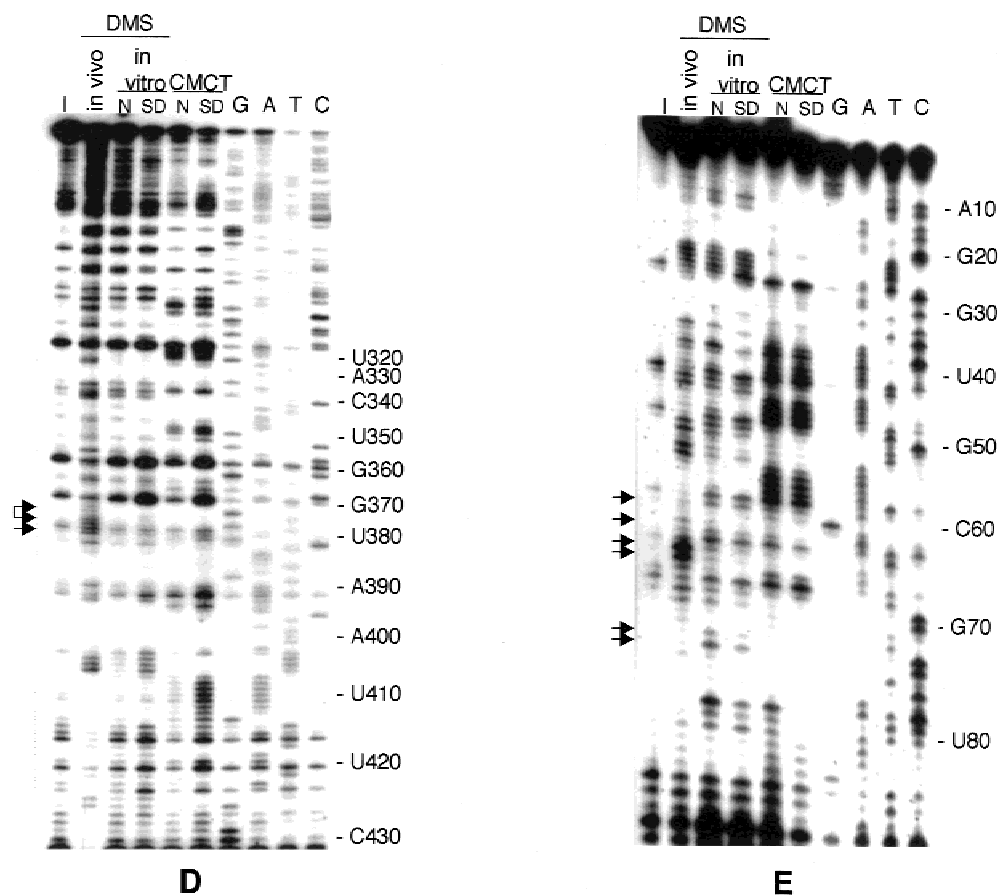 DMS
in vivo
in
vitro CMCT
I N SD N SD G A T C
- U320
- A330
- C340
- U350
- G360
- G370
- U380
- A390
- A400
- U410
- U420
- C430
D
DMS
in vivo
in
vitro CMCT
I N SD N SD G A T C
- A10
- G20
- G30
- U40
- G50
- C60
- G70
- U80
E